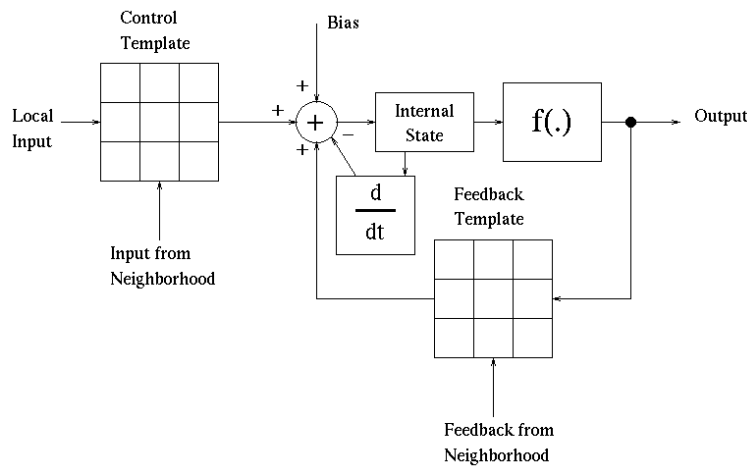 Control
Template
Bias
Local
Input
+
+
+
+
−
Internal
State
f(.)
Output
d
dt
Feedback
Template
Input from
Neighborhood
Feedback from
Neighborhood